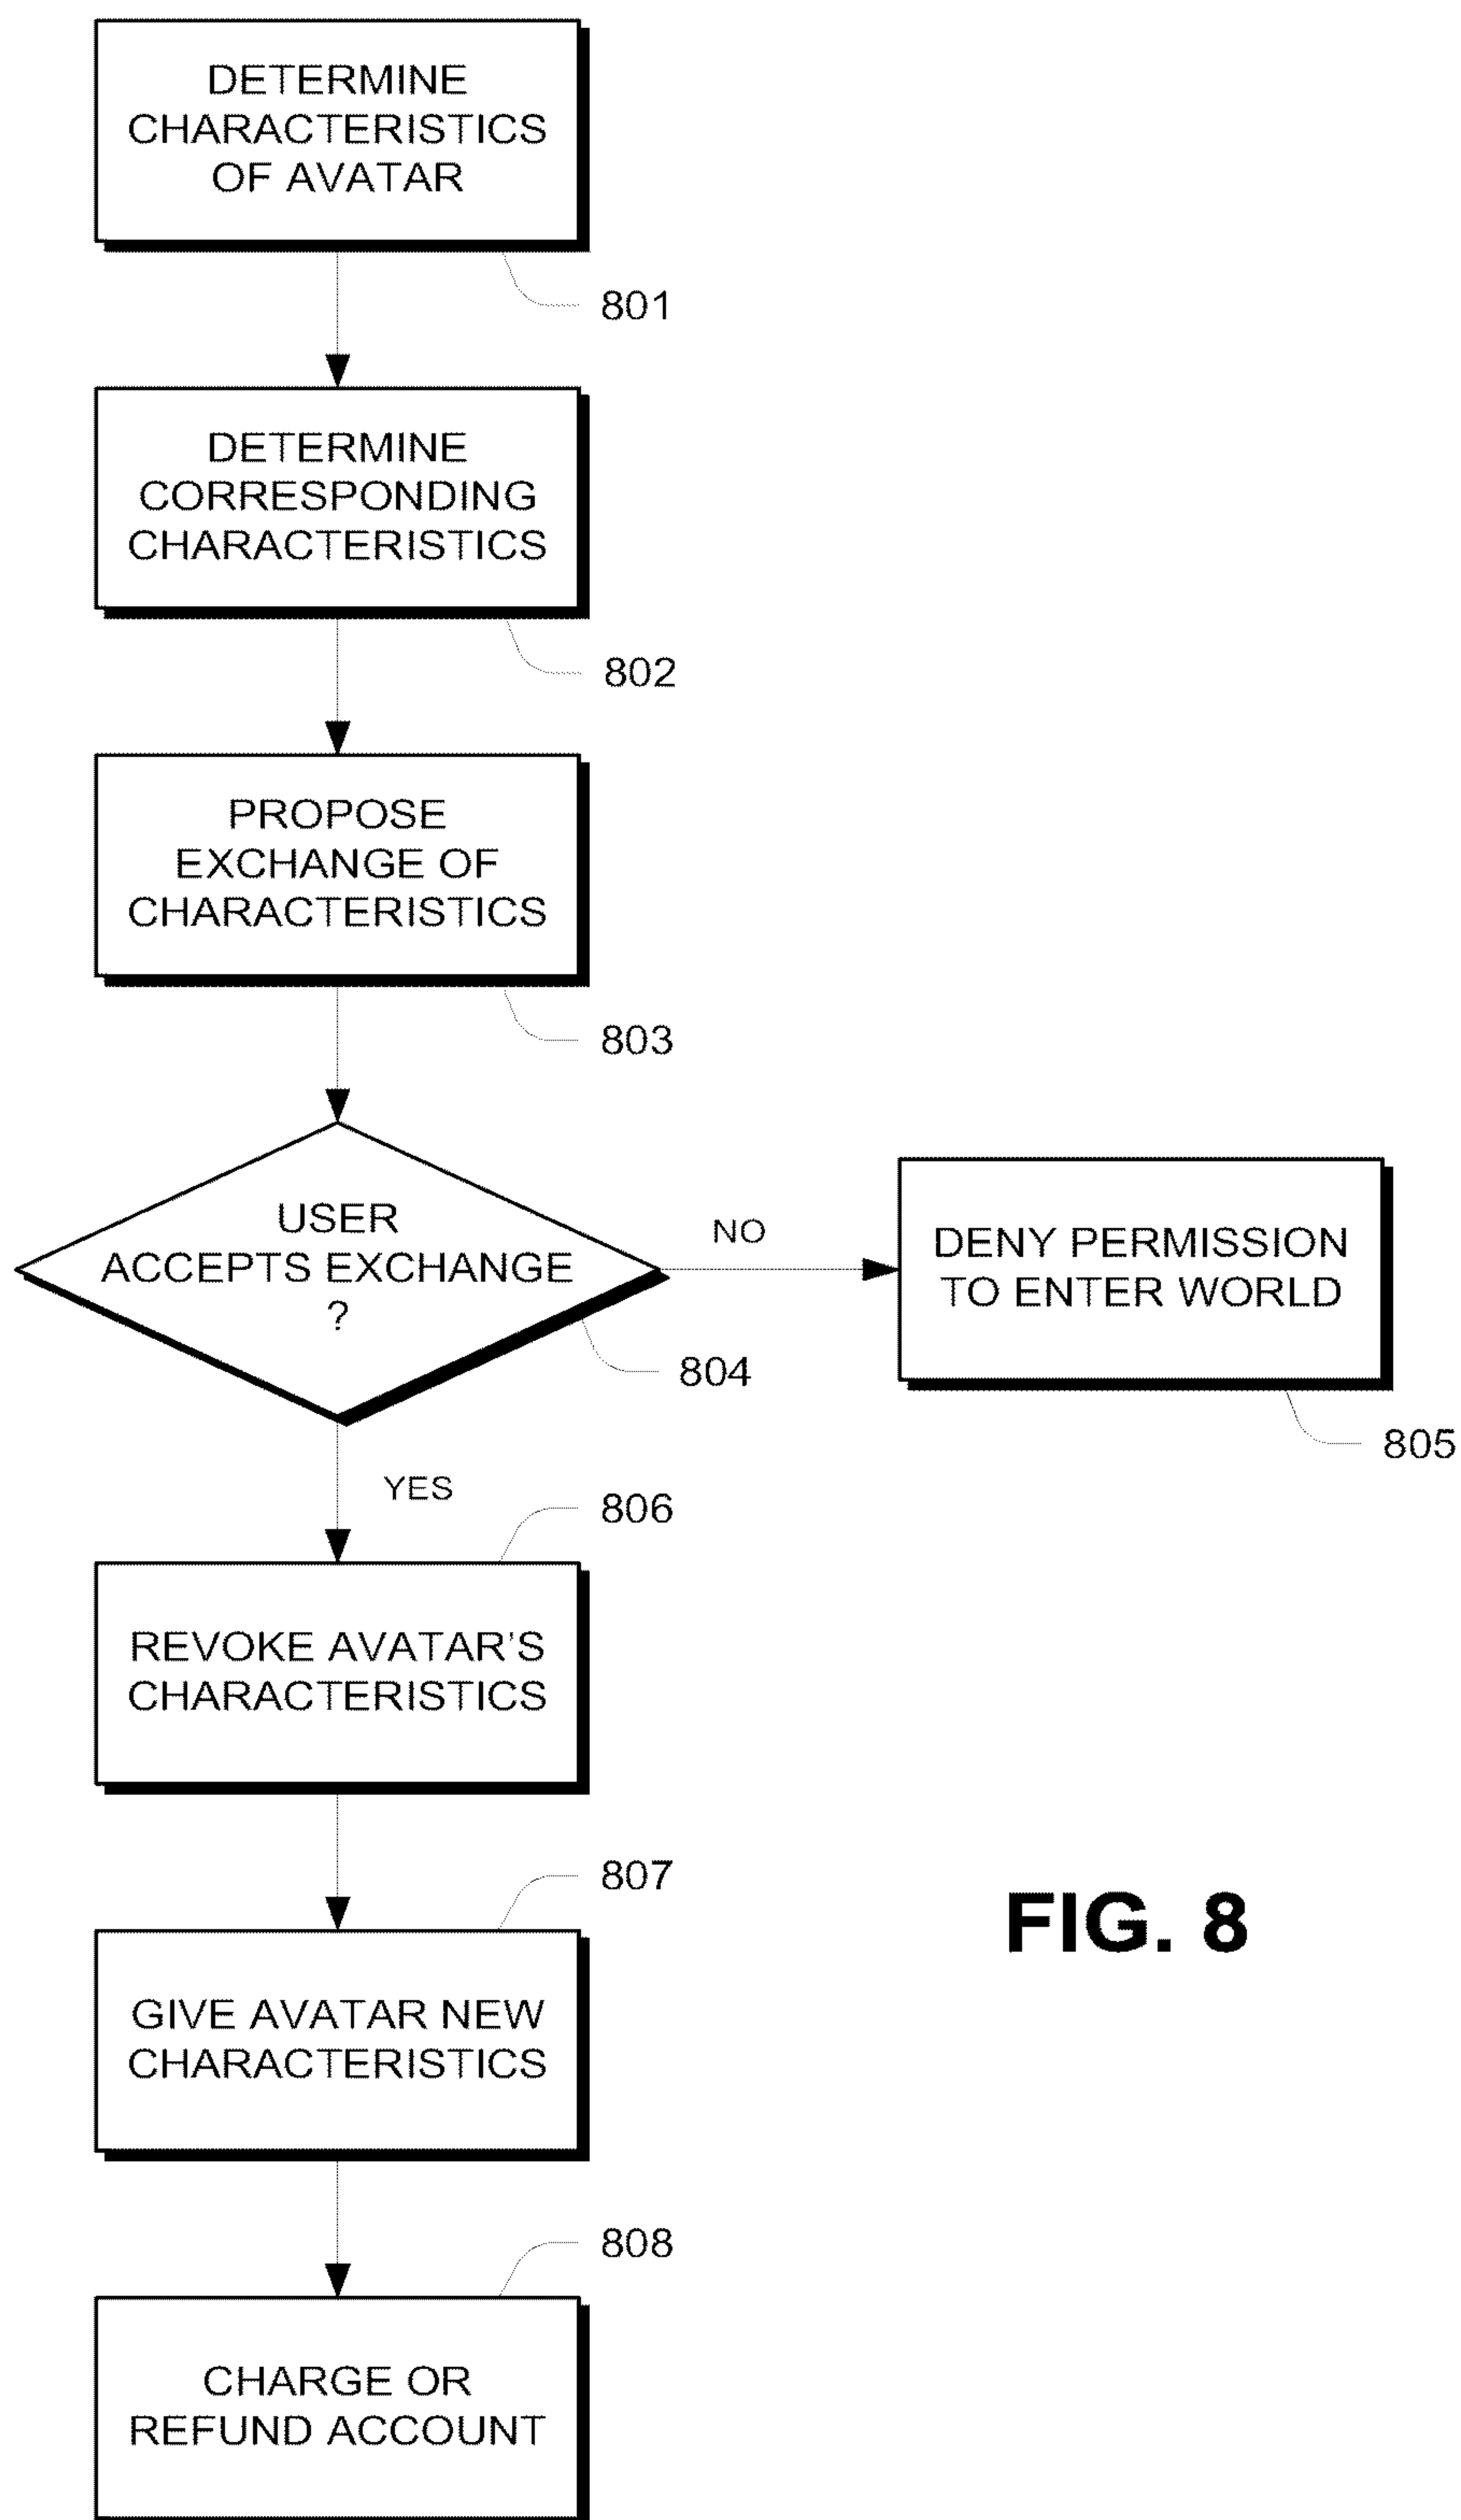 DETERMINE
CHARACTERISTICS
OF AVATAR
801
DETERMINE
CORRESPONDING
CHARACTERISTICS
802
PROPOSE
EXCHANGE OF
CHARACTERISTICS
803
USER
ACCEPTS EXCHANGE
?
804
NO
DENY PERMISSION
TO ENTER WORLD
805
YES
806
REVOKE AVATAR'S
CHARACTERISTICS
807
GIVE AVATAR NEW
CHARACTERISTICS
FIG. 8
808
CHARGE OR
REFUND ACCOUNT